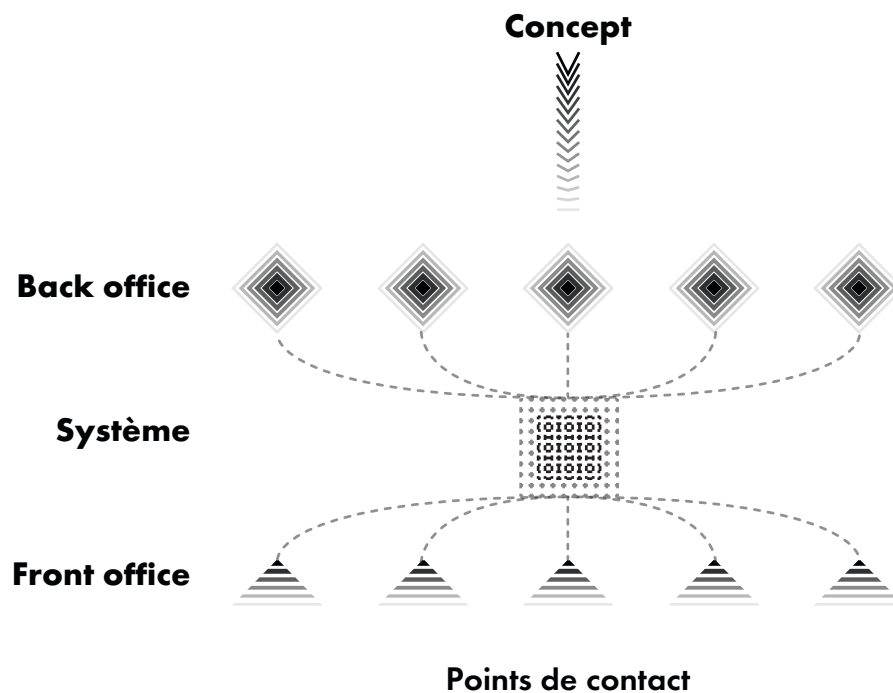 Concept
Back office
Système
Front office
Points de contact